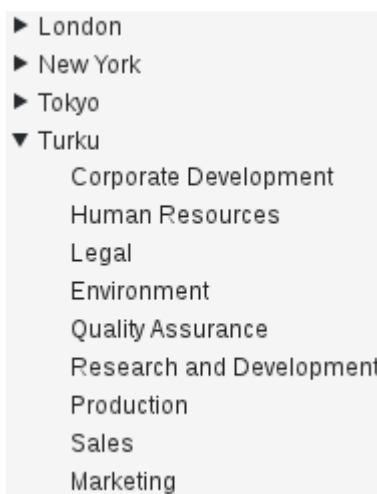 London
New York
Tokyo
Turku
Corporate Development
Human Resources
Legal
Environment
Quality Assurance
Research and Development
Production
Sales
Marketing